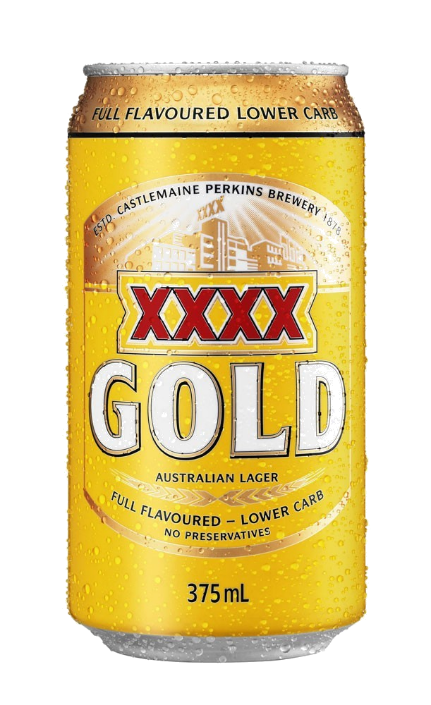 FULL FLAVOURED LOWER CARB
ESTD. CASTLEMAINE PERKINS BREWERY 1878.
XXXX
XXXX
GOLD
AUSTRALIAN LAGER
FULL FLAVOURED – LOWER CARB
NO PRESERVATIVES
375mL